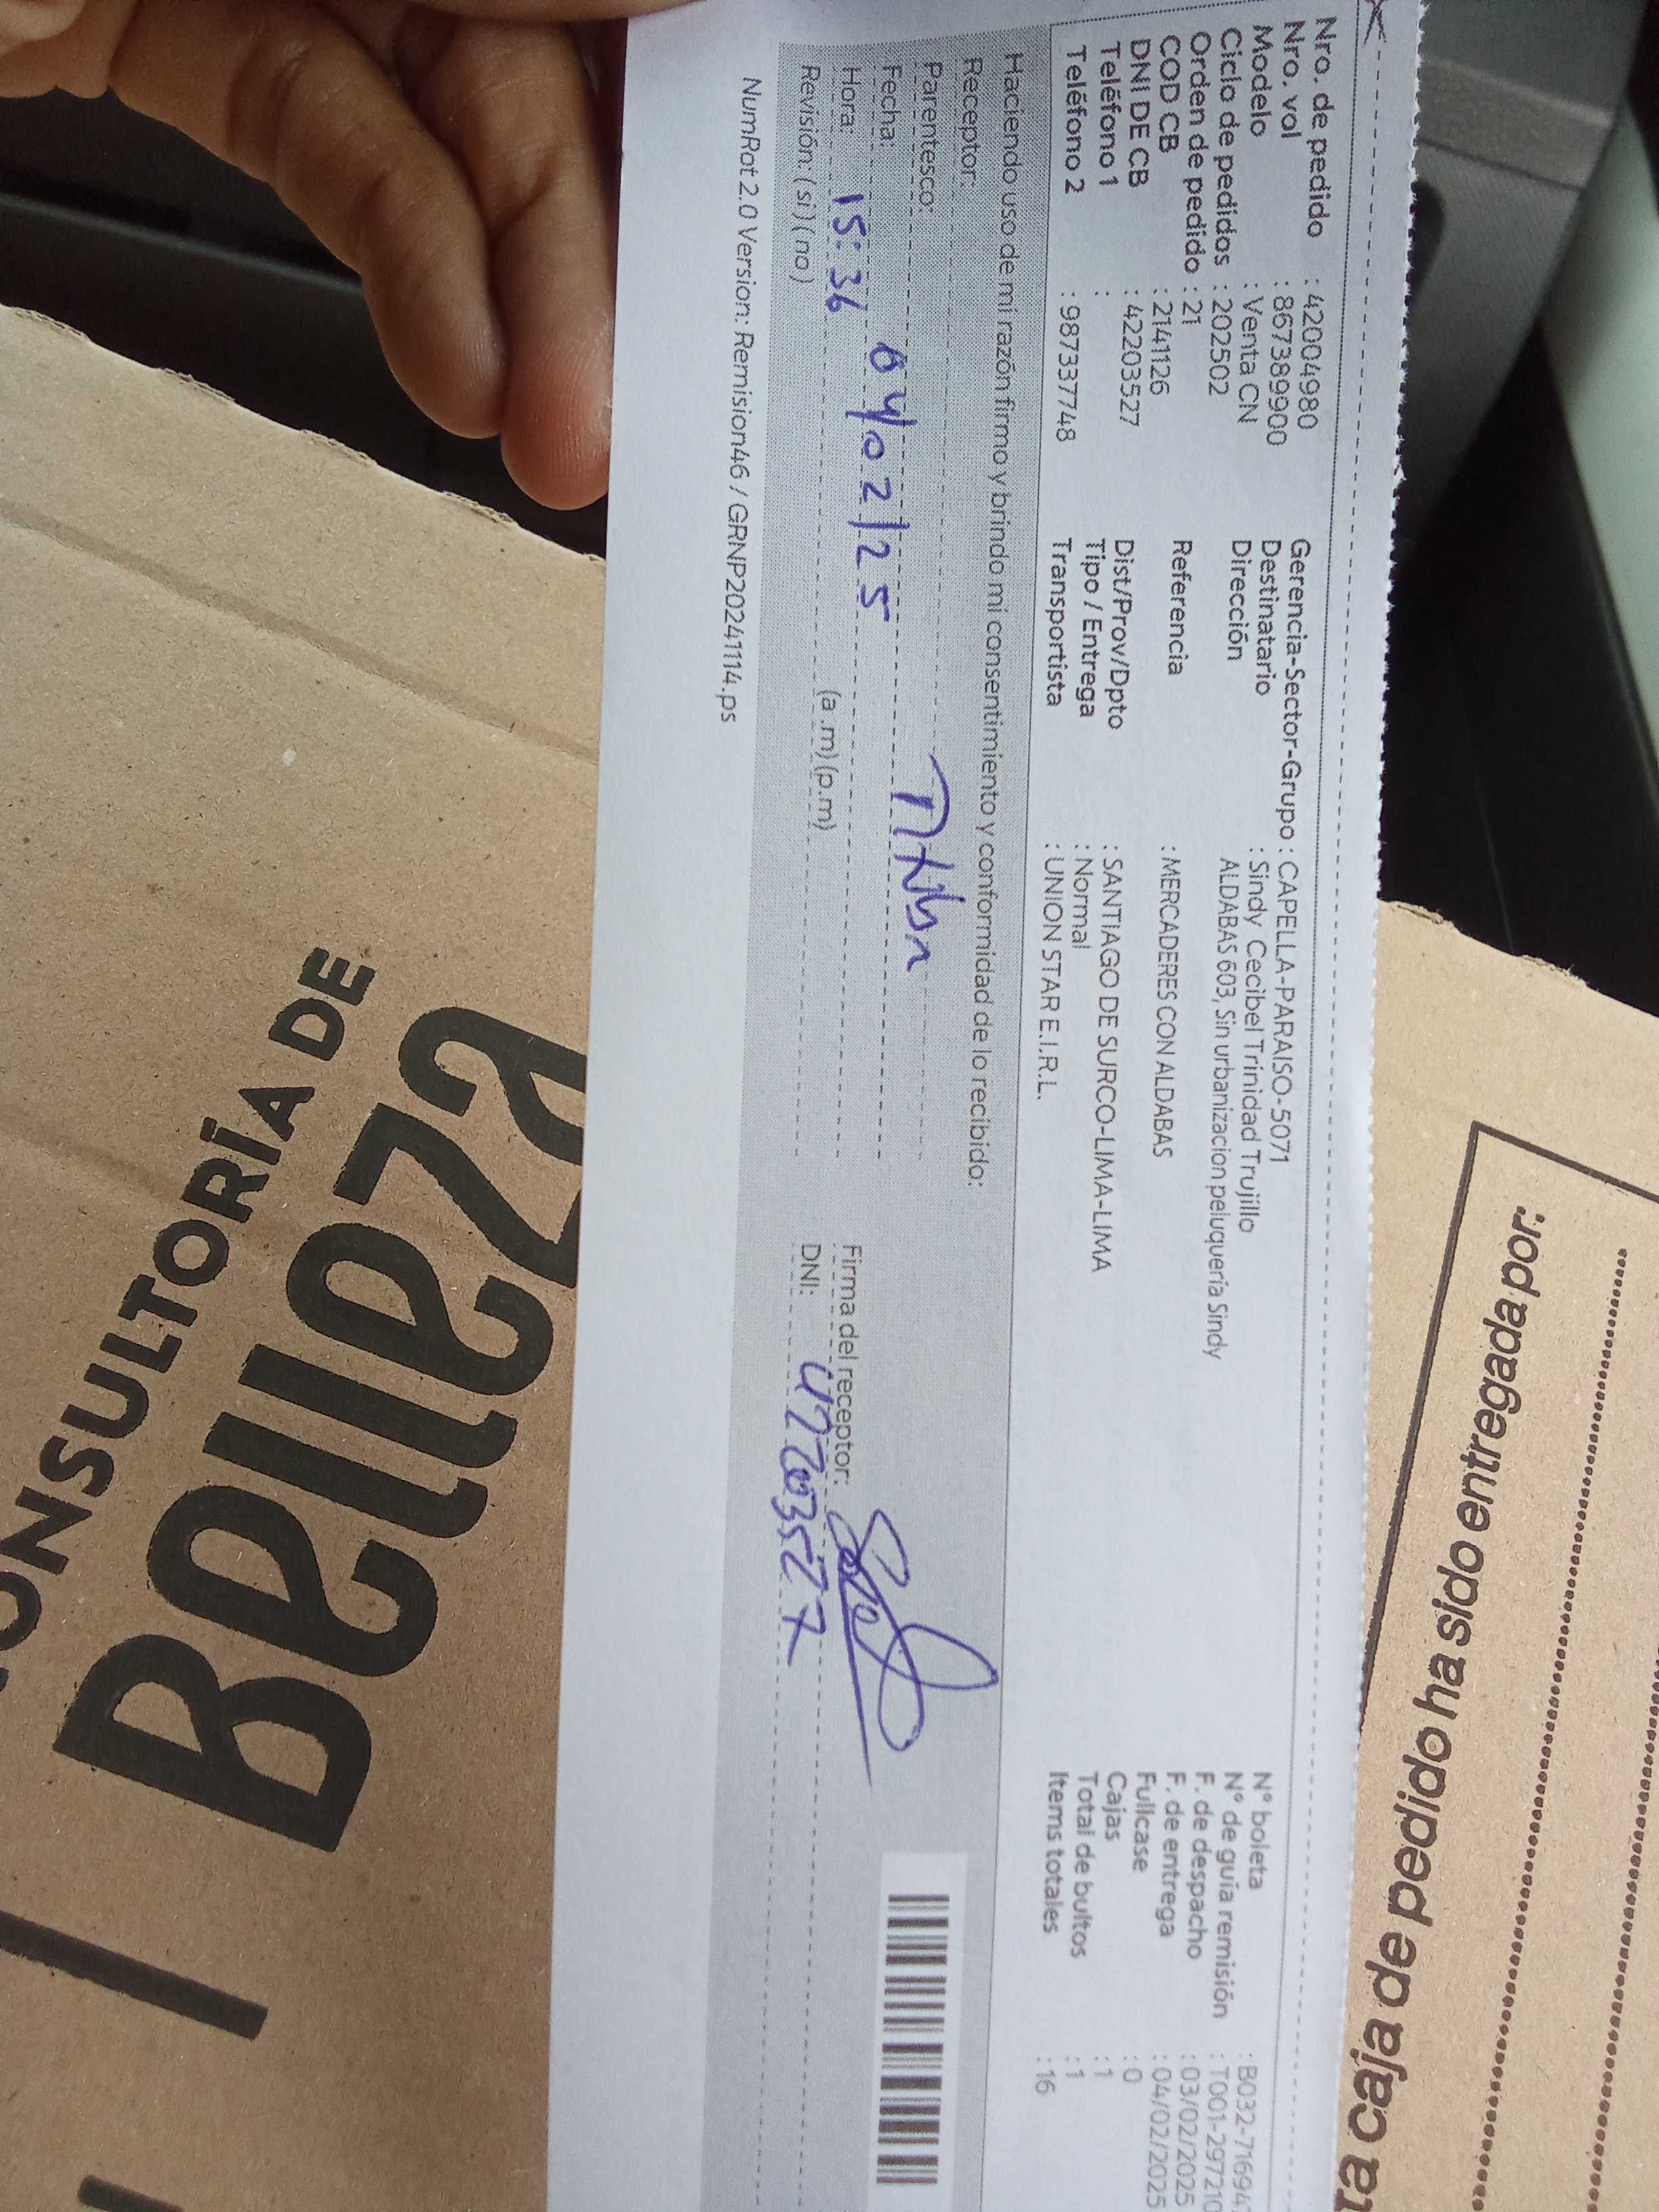 Nro. de pedido : 42004980
Nro. vol : 867389900
Modelo : Venta CN
Ciclo de pedidos : 202502
Orden de pedido : 21
COD CB : 2141126
DNI DE CB : 42203527
Teléfono 1 :
Teléfono 2 : 987337748
Gerencia-Sector-Grupo : CAPELLA-PARAISO-5071
Destinatario : Sindy Cecibel Trinidad Trujillo
Dirección ALDABAS 603, Sin urbanizacion peluquería Sindy
Referencia : MERCADERES CON ALDABAS
Dist/Prov/Dpto : SANTIAGO DE SURCO-LIMA-LIMA
Tipo / Entrega : Normal
Transportista : UNION STAR E.I.R.L.
N° boleta : B032-71694
N° de guía remisión : T001-297210
F. de despacho : 03/02/2025
F. de entrega : 04/02/2025
Fullcase : 0
Cajas : 1
Total de bultos : 1
Items totales : 16
Haciendo uso de mi razón firmo y brindo mi consentimiento y conformidad de lo recibido:
Receptor:
Parentesco:
Fecha: 04/02/25
Hora: 15:36 (a.m) (p.m)
Revisión: (si) (no)
Firma del receptor:
DNI: 42203527
NumRot 2.0 Version: Remision46 / GRNP20241114.ps
ONSULTORÍA DE
Belleza
a caja de pedido ha sido entregada por: